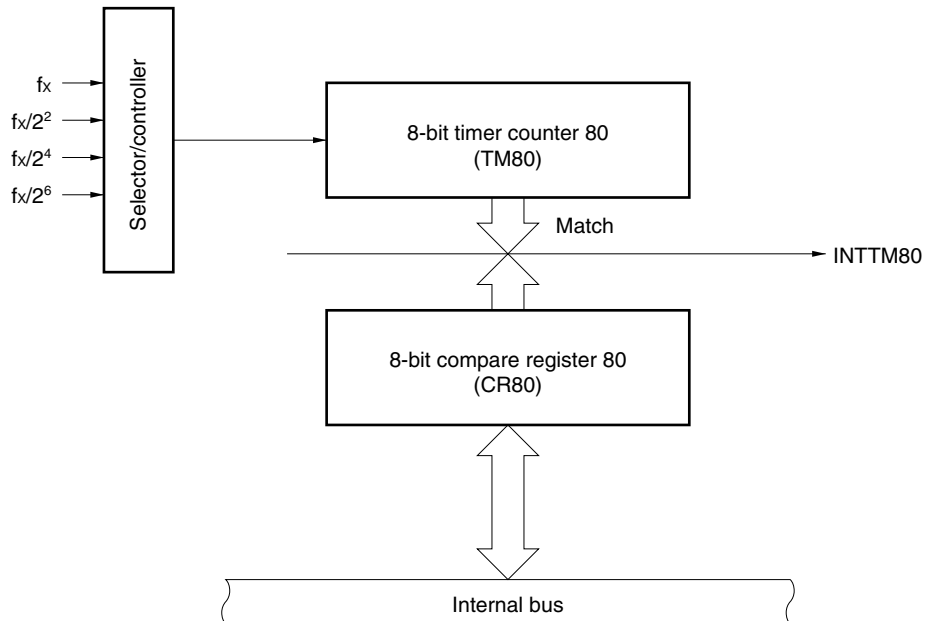 Selector/controller
fx
fx/2²
fx/2⁴
fx/2⁶
8-bit timer counter 80
(TM80)
Match
INTTM80
8-bit compare register 80
(CR80)
Internal bus